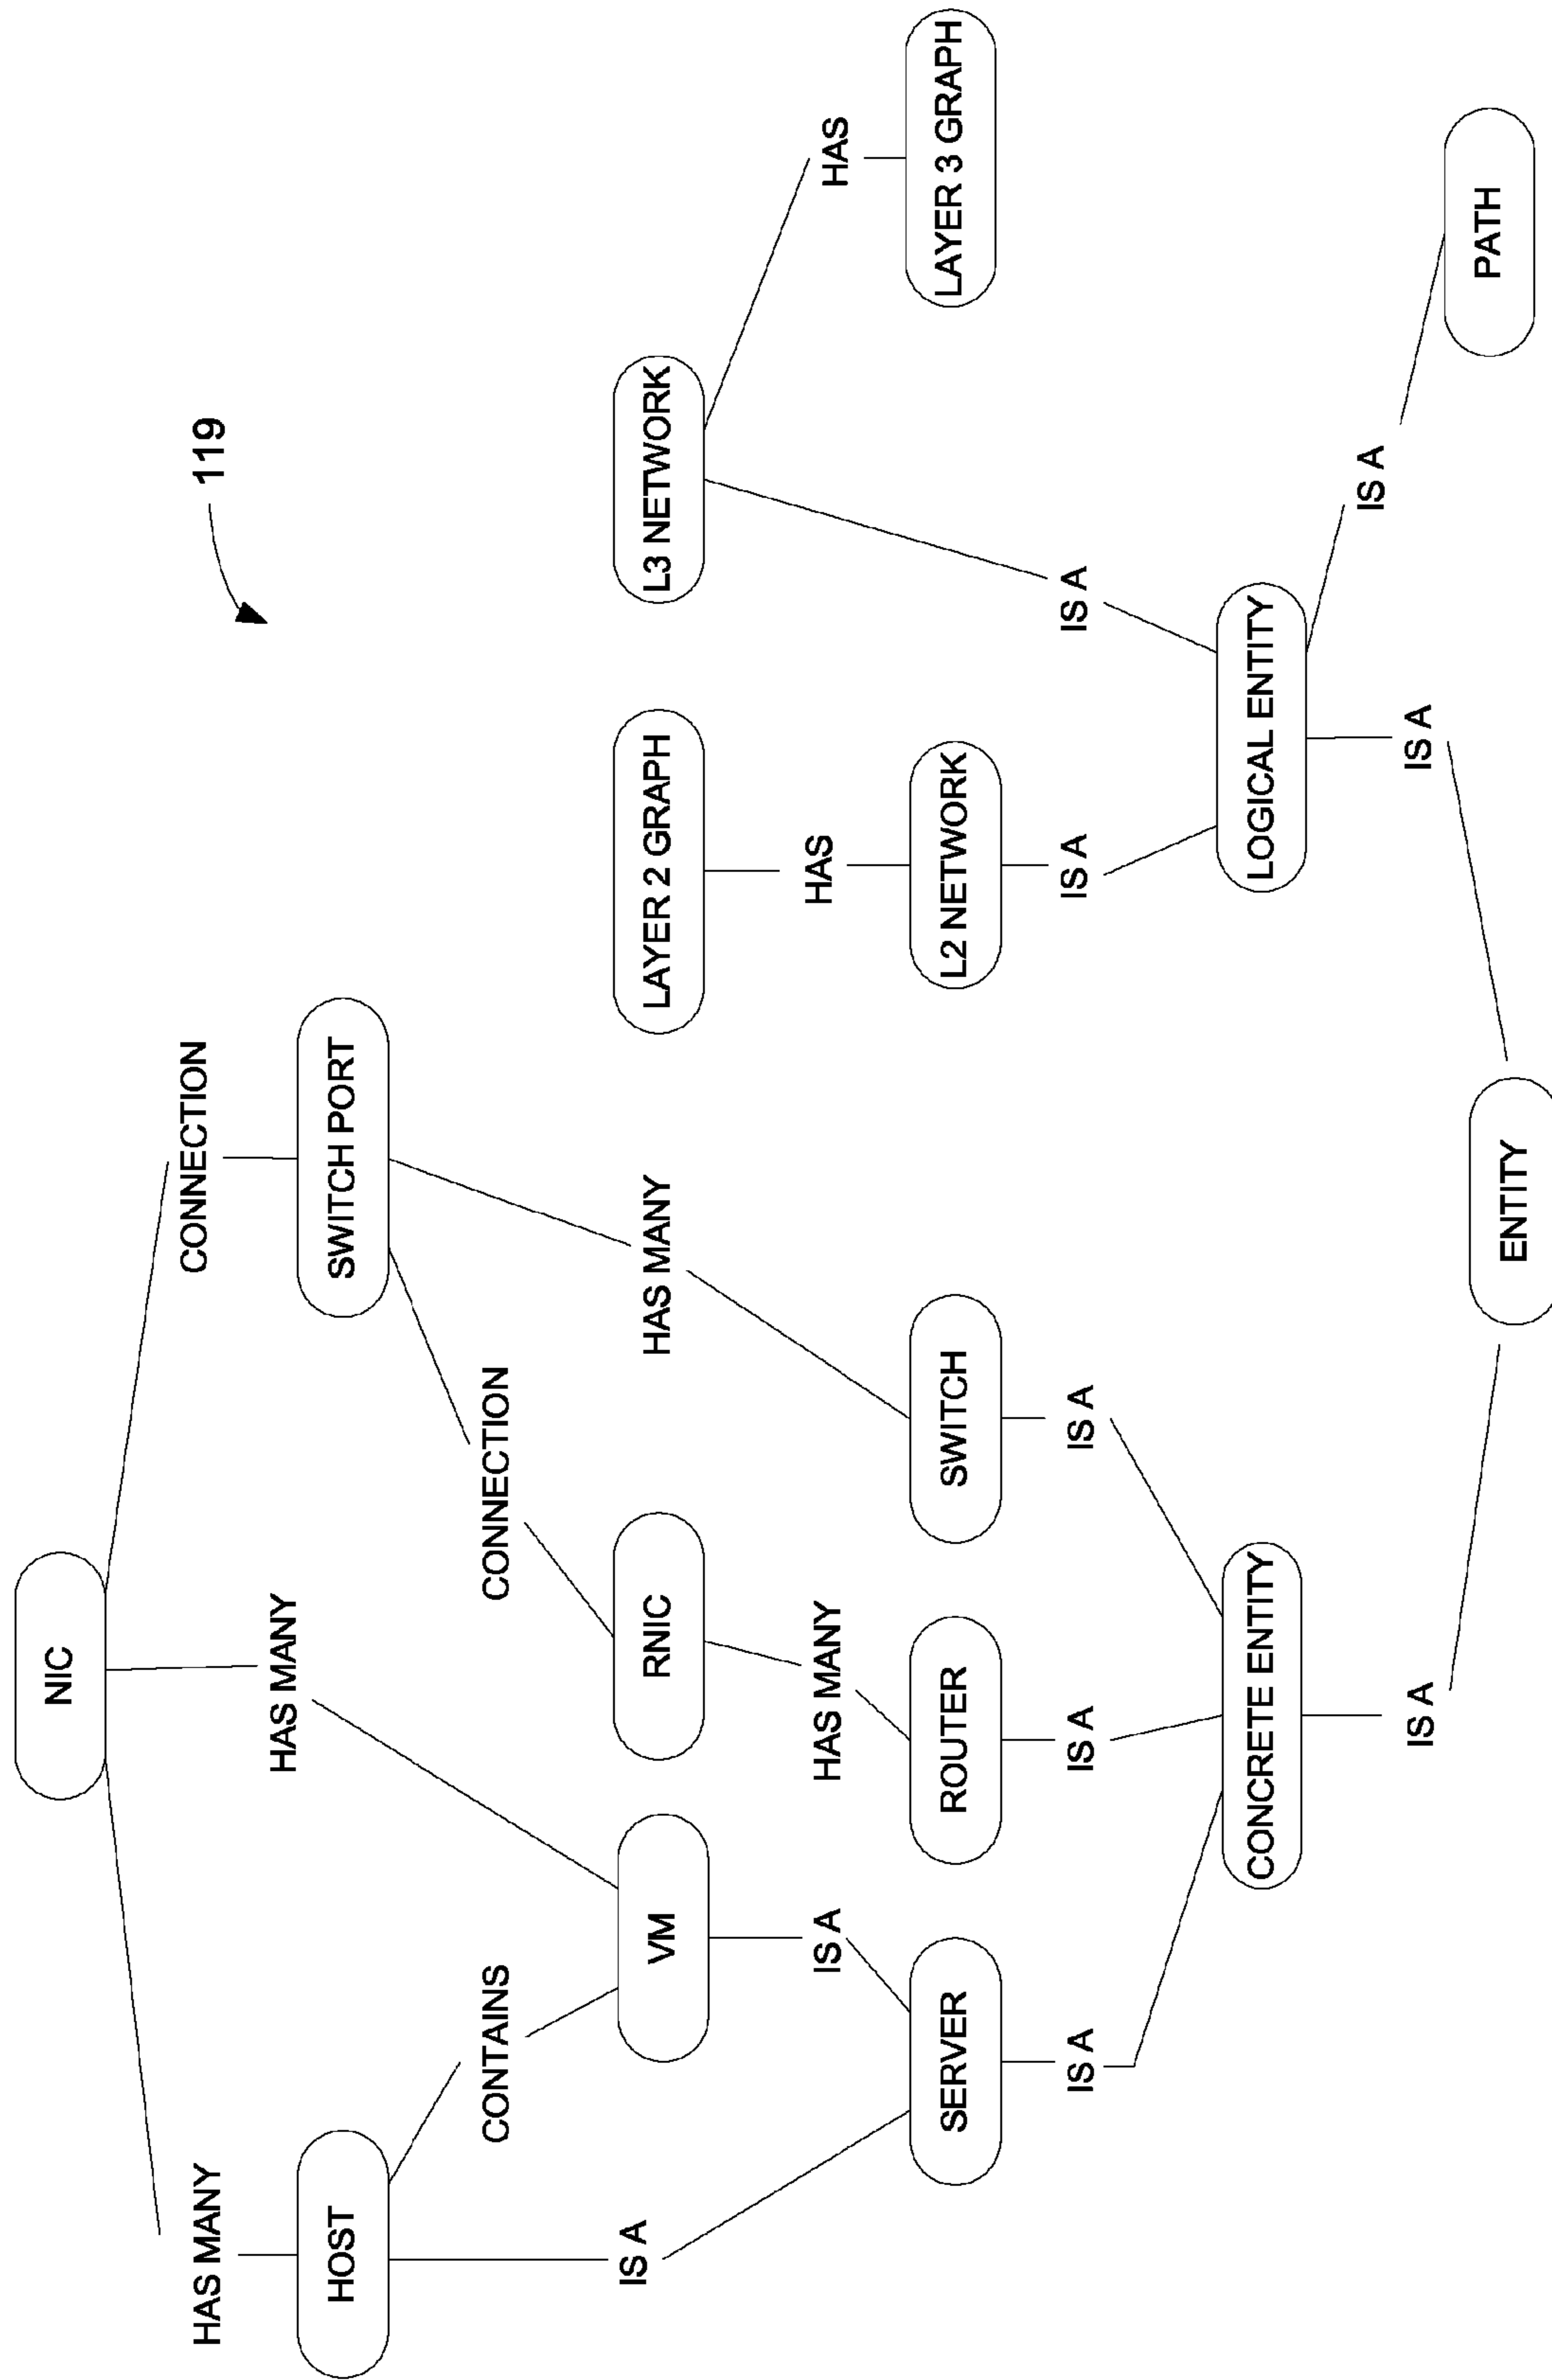 119
NIC
HAS MANY
HAS MANY
CONNECTION
HOST
SWITCH PORT
CONTAINS
CONNECTION
IS A
VM
RNIC
HAS MANY
LAYER 2 GRAPH
L3 NETWORK
IS A
HAS MANY
HAS
HAS
SERVER
ROUTER
SWITCH
L2 NETWORK
LAYER 3 GRAPH
IS A
IS A
IS A
IS A
IS A
CONCRETE ENTITY
LOGICAL ENTITY
IS A
IS A
IS A
ENTITY
PATH